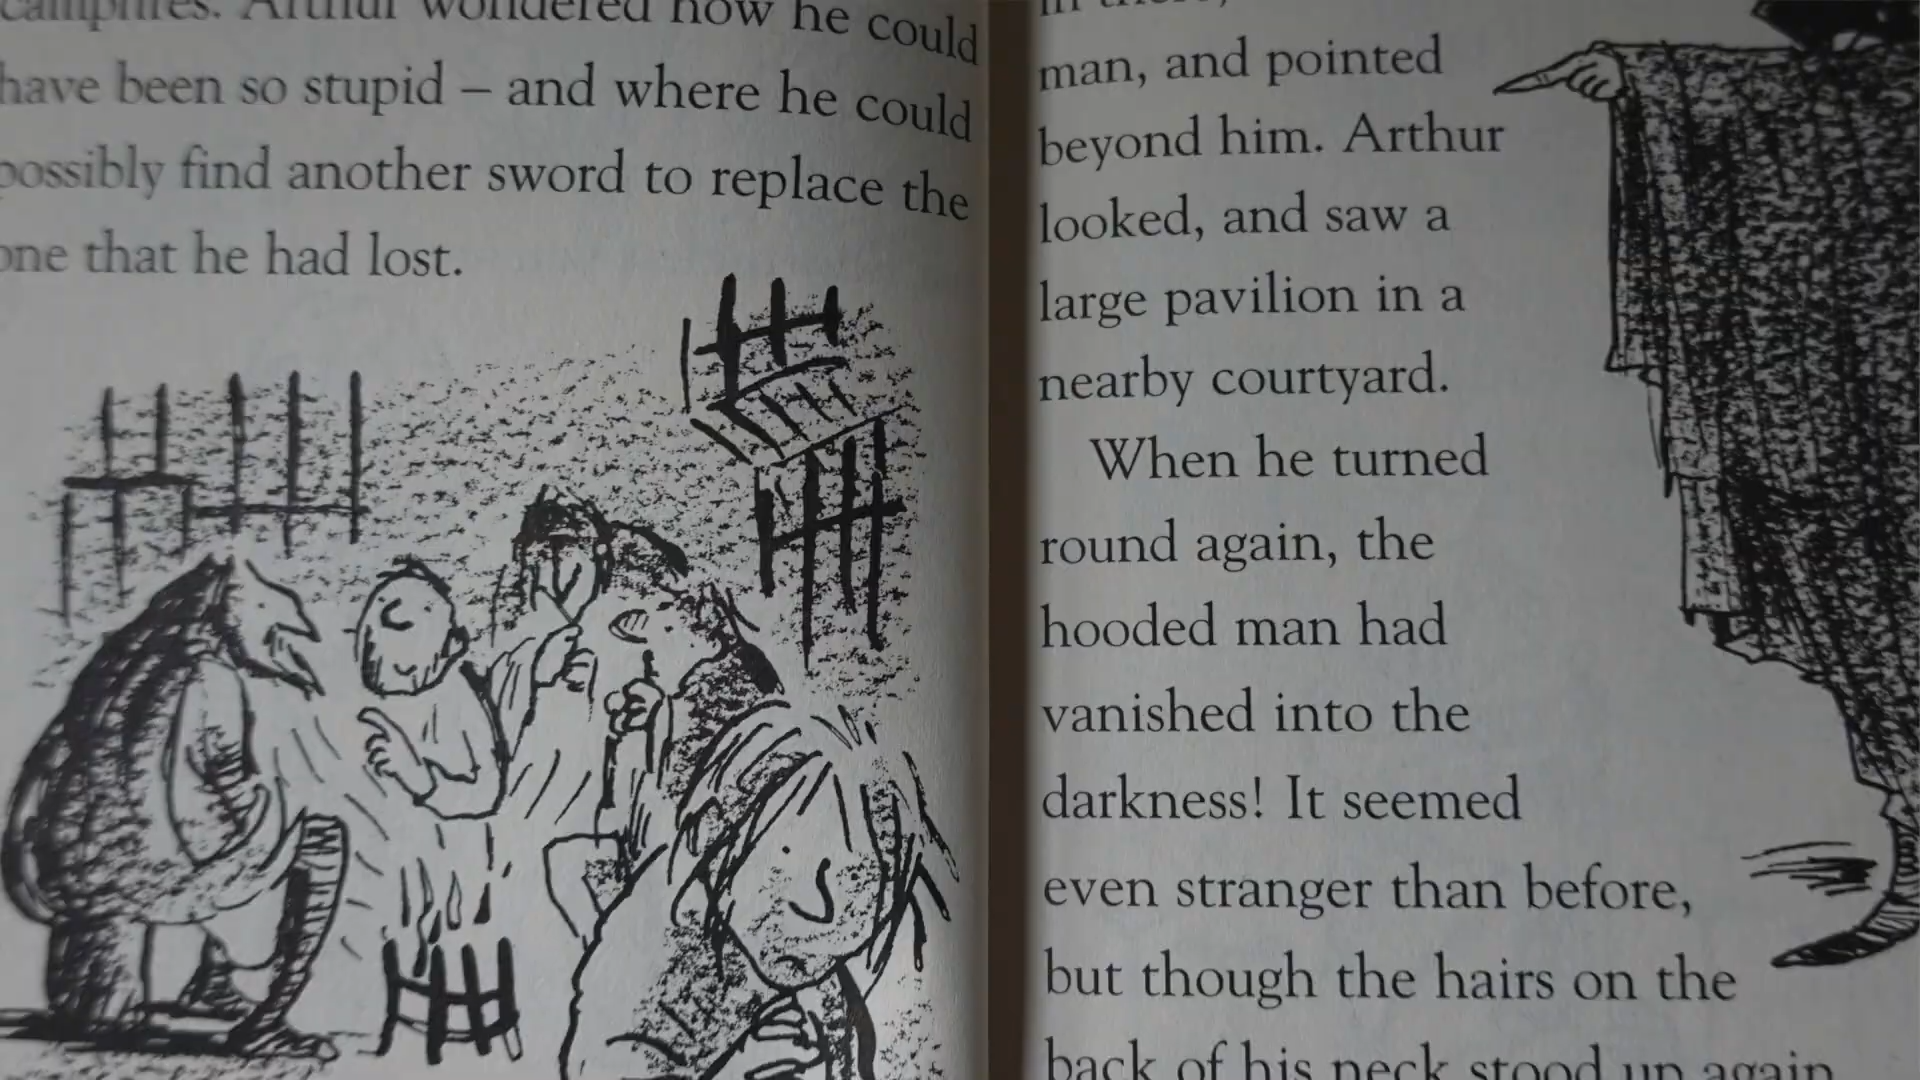 campfires. Arthur wondered how he could
have been so stupid – and where he could
possibly find another sword to replace the
one that he had lost.
in there,
man, and pointed
beyond him. Arthur
looked, and saw a
large pavilion in a
nearby courtyard.
When he turned
round again, the
hooded man had
vanished into the
darkness! It seemed
even stranger than before,
but though the hairs on the
back of his neck stood up again